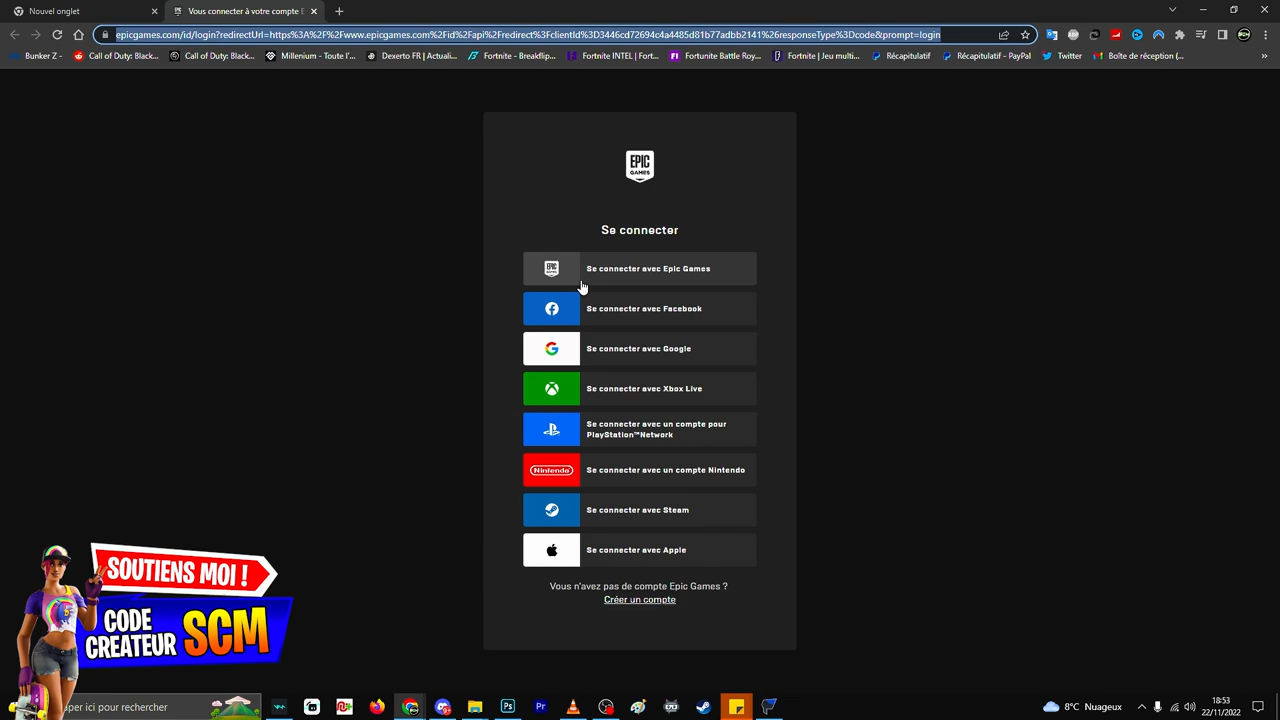 Nouvel onglet
Vous connecter à votre compte E
epicgames.com/id/login?redirectUrl=https%3A%2F%2Fwww.epicgames.com%2Fid%2Fapi%2Fredirect%3FclientId%3D3446cd72694c4a4485d81b77adbb2141%26responseType%3Dcode&prompt=login
Bunker Z -
Call of Duty: Black...
Call of Duty: Black...
Millenium - Toute l'...
Dexerto FR | Actuali...
Fortnite - Breakflip...
Fortnite INTEL | Fort...
Fortunite Battle Roy...
Fortnite | Jeu multi...
Récapitulatif
Récapitulatif - PayPal
Twitter
Boîte de réception (...
EPIC
GAMES
Se connecter
EPIC
GAMES
Se connecter avec Epic Games
Se connecter avec Facebook
Se connecter avec Google
Se connecter avec Xbox Live
Se connecter avec un compte pour
PlayStation™Network
Nintendo
Se connecter avec un compte Nintendo
Se connecter avec Steam
Se connecter avec Apple
Vous n'avez pas de compte Epic Games ?
Créer un compte
SOUTIENS MOI !
CODE
CREATEUR
SCM
aper ici pour rechercher
Pr
8°C Nuageux
18:53
22/11/2022